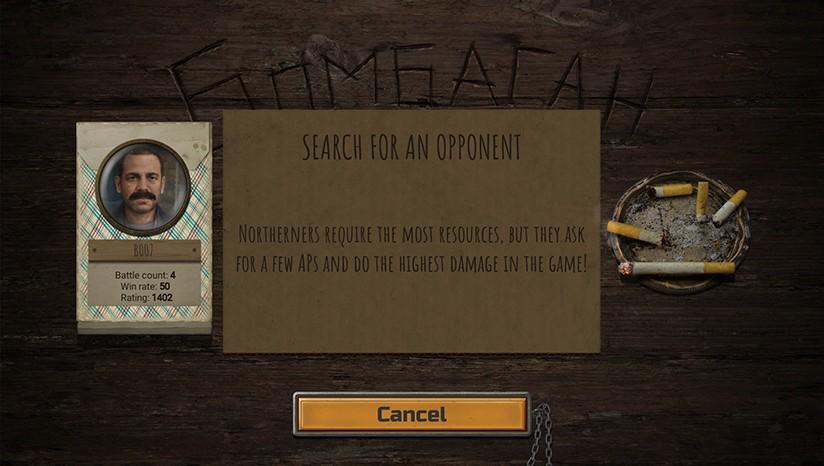 БОМБАСАН
SEARCH FOR AN OPPONENT
NORTHERNERS REQUIRE THE MOST RESOURCES, BUT THEY ASK
FOR A FEW APS AND DO THE HIGHEST DAMAGE IN THE GAME!
B007
Battle count: 4
Win rate: 50
Rating: 1402
Cancel